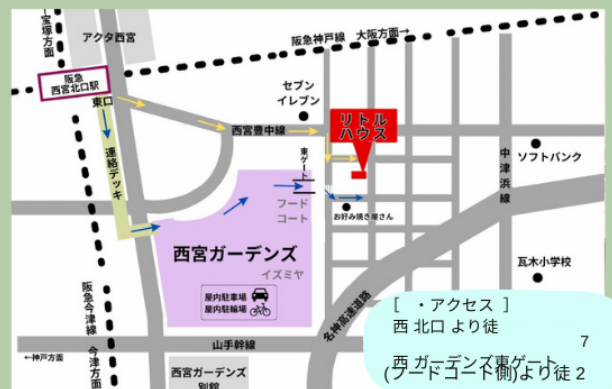 ←宝塚方面
アクタ西宮
阪急神戸線 大阪方面→
阪急
西宮北口駅
東口
セブン
イレブン
リトル
ハウス
西宮豊中線
連絡デッキ
東ゲート
フード
コート
お好み焼き屋さん
中津浜線
ソフトバンク
西宮ガーデンズ
イズミヤ
屋内駐車場
屋内駐輪場
瓦木小学校
阪急今津線 今津方面
名神高速道路
←神戸方面
山手幹線
西宮ガーデンズ
別館
[ ・アクセス ]
西 北口 より徒
7
西 ガーデンズ東ゲート
(フードコート側)より徒 2